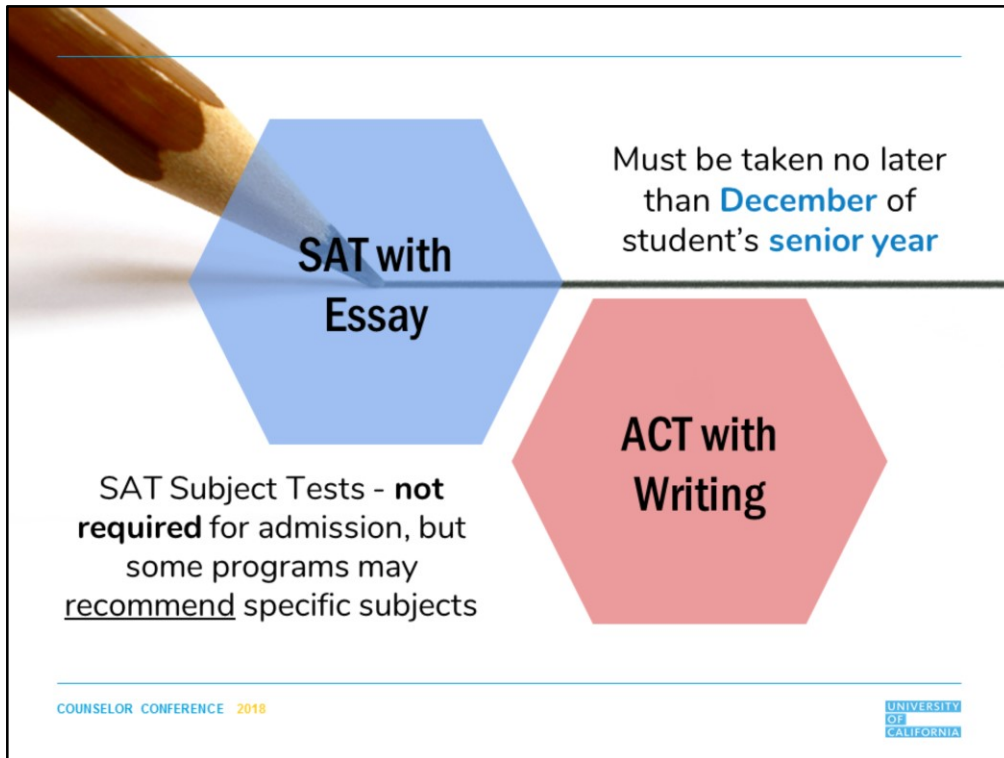 SAT with
Essay
Must be taken no later
than December of
student's senior year
ACT with
Writing
SAT Subject Tests - not
required for admission, but
some programs may
recommend specific subjects
COUNSELOR CONFERENCE 2018
UNIVERSITY
OF
CALIFORNIA